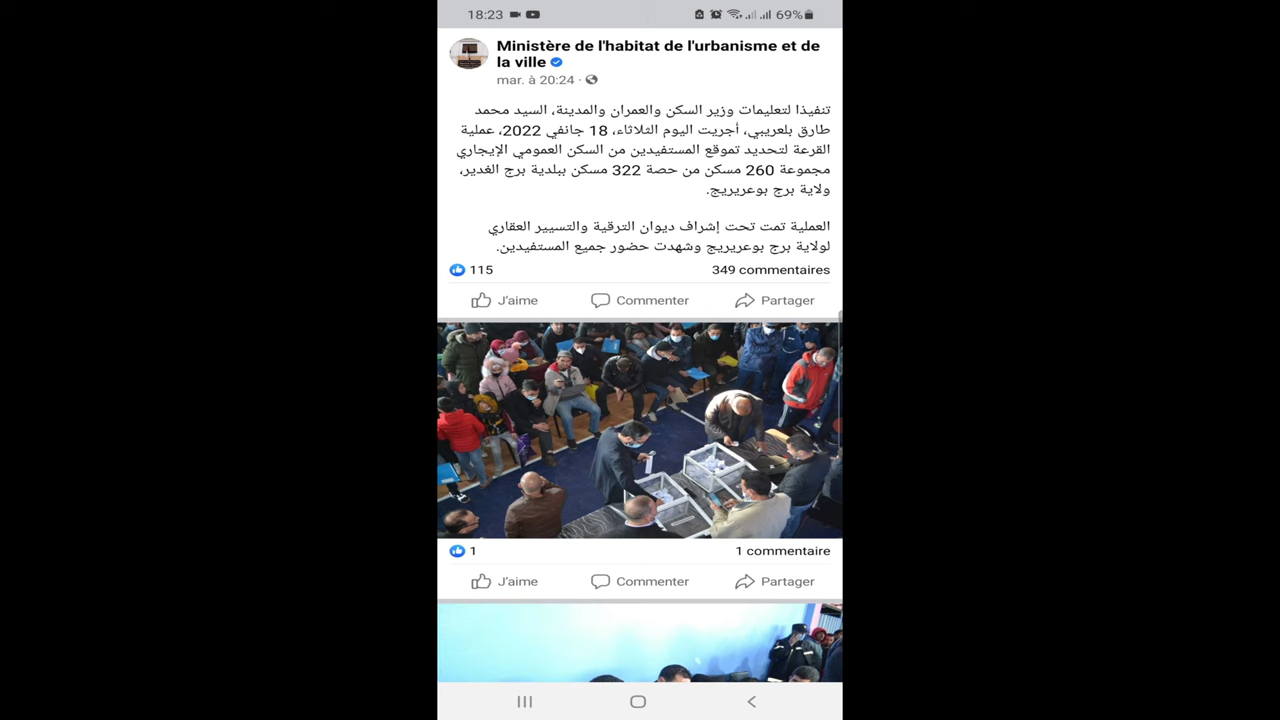 18:23 69%
Ministère de l'habitat de l'urbanisme et de
la ville
mar. à 20:24 ·
تنفيذا لتعليمات وزير السكن والعمران والمدينة، السيد محمد
طارق بلعريبي، أجريت اليوم الثلاثاء، 18 جانفي 2022، عملية
القرعة لتحديد تموقع المستفيدين من السكن العمومي الإيجاري
مجموعة 260 مسكن من حصة 322 مسكن ببلدية برج الغدير،
ولاية برج بوعريريج.
العملية تمت تحت إشراف ديوان الترقية والتسيير العقاري
لولاية برج بوعريريج وشهدت حضور جميع المستفيدين.
115 349 commentaires
J'aime Commenter Partager
1 1 commentaire
J'aime Commenter Partager